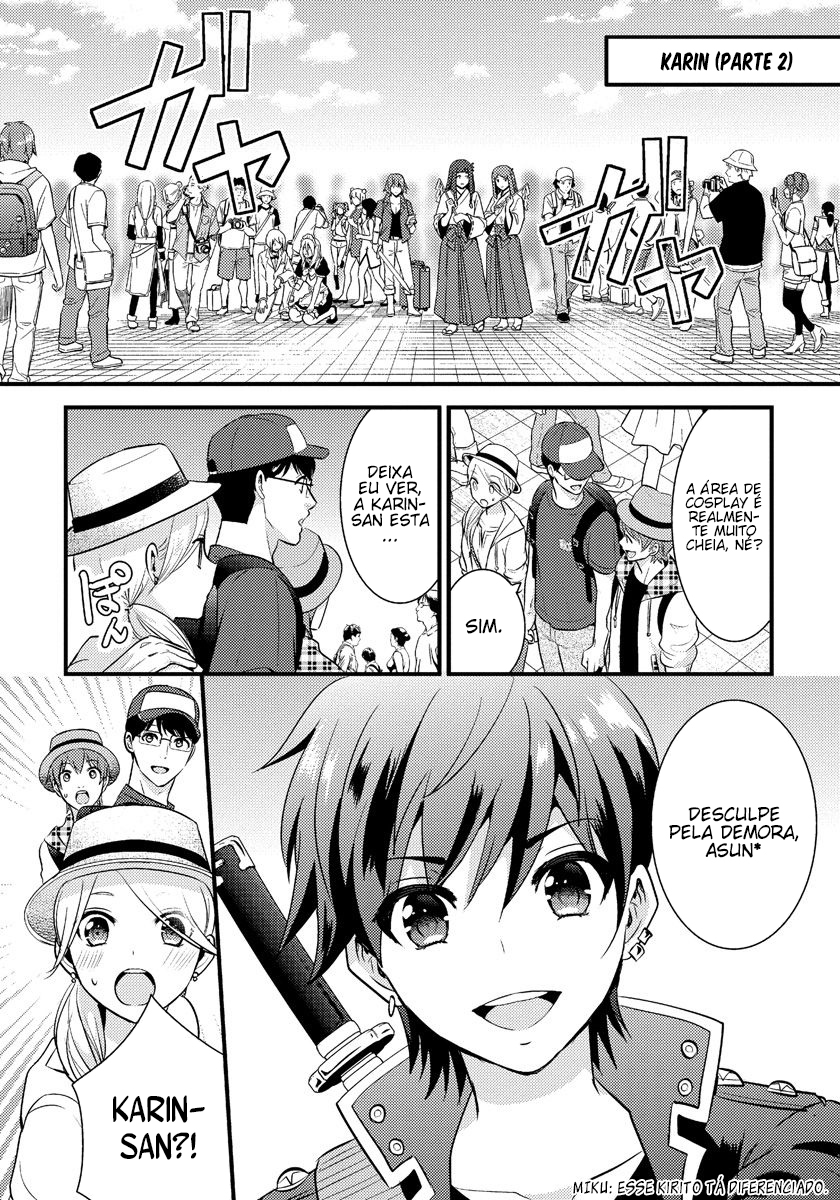 KARIN (PARTE 2)
ガヤ
ガヤ
A ÁREA DE
COSPLAY É
REALMEN-
TE MUITO
CHEIA, NÉ?
SIM.
DEIXA
EU VER,
A KARIN-
SAN ESTA
...
ぽん
DESCULPE
PELA DEMORA,
ASUN*
KARIN-
SAN?!
MIKU: ESSE KIRITO TÁ DIFERENCIADO.